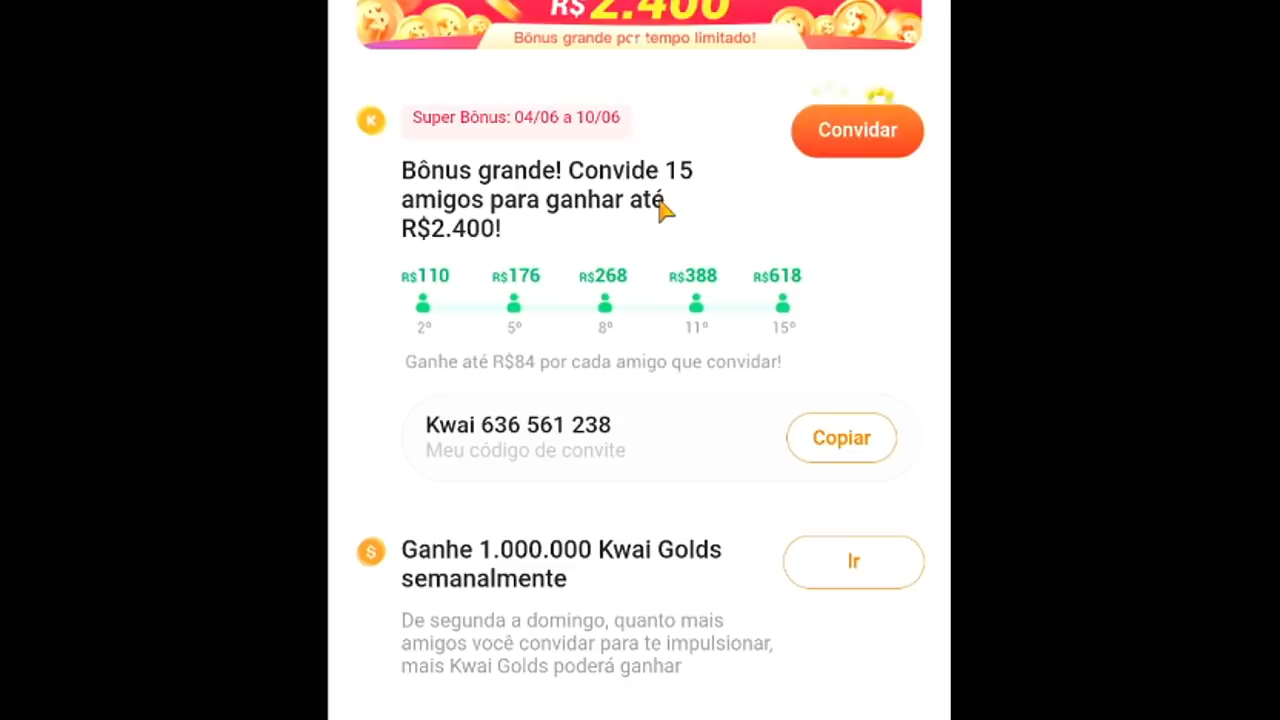 R$ 2.400
Bônus grande por tempo limitado!
Super Bônus: 04/06 a 10/06
Convidar
Bônus grande! Convide 15
amigos para ganhar até
R$2.400!
R$110 R$176 R$268 R$388 R$618
2º 5º 8º 11º 15º
Ganhe até R$84 por cada amigo que convidar!
Kwai 636 561 238
Meu código de convite
Copiar
Ganhe 1.000.000 Kwai Golds
semanalmente
Ir
De segunda a domingo, quanto mais
amigos você convidar para te impulsionar,
mais Kwai Golds poderá ganhar